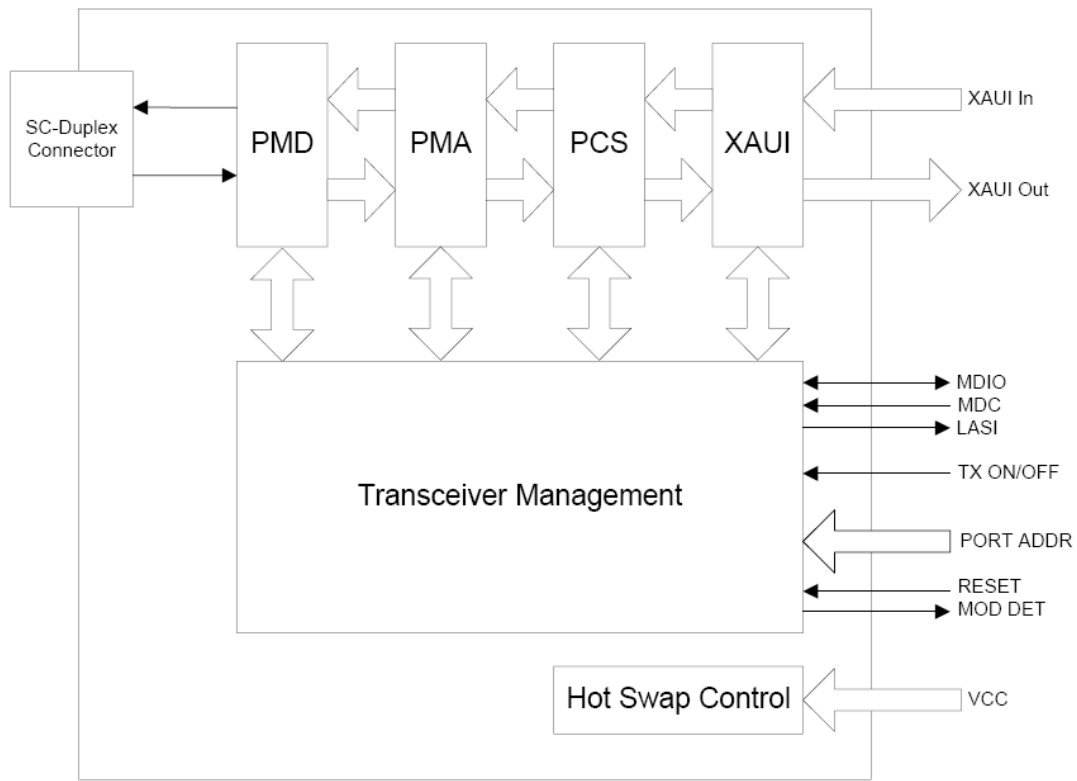 SC-Duplex
Connector
PMD
PMA
PCS
XAUI
XAUI In
XAUI Out
Transceiver Management
MDIO
MDC
LASI
TX ON/OFF
PORT ADDR
RESET
MOD DET
Hot Swap Control
VCC